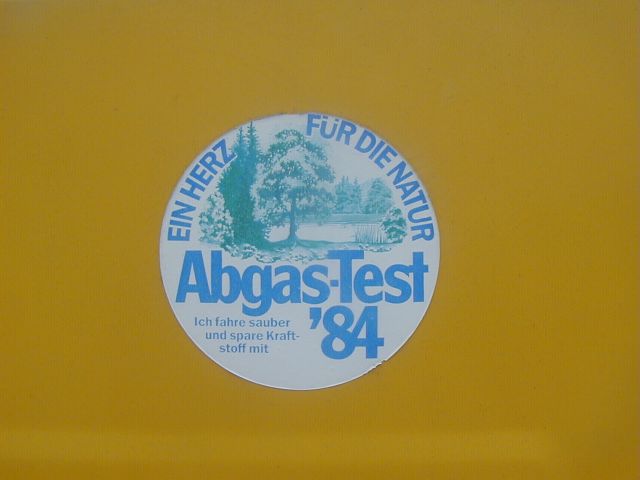 EIN HERZ FÜR DIE NATUR
Abgas-Test
'84
Ich fahre sauber
und spare Kraft-
stoff mit